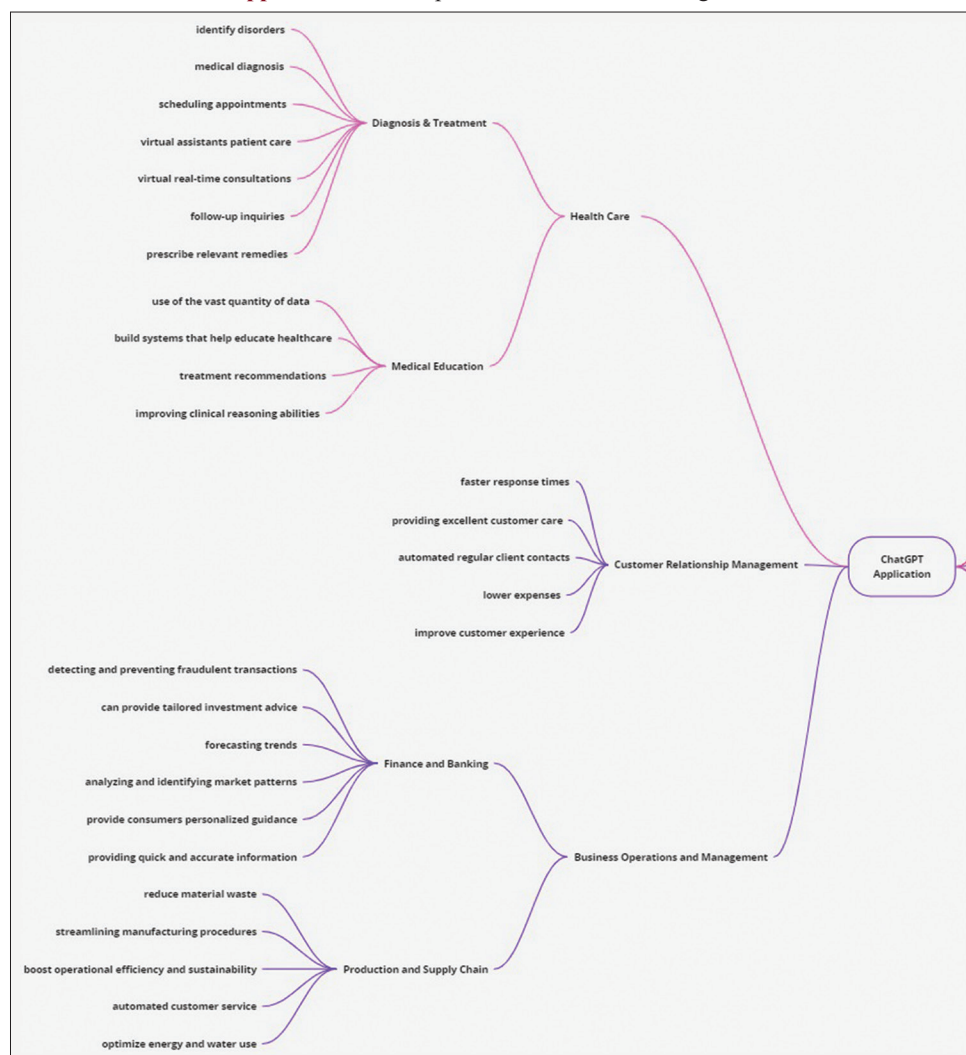 identify disorders
medical diagnosis
scheduling appointments
virtual assistants patient care
virtual real-time consultations
follow-up inquiries
prescribe relevant remedies
Diagnosis & Treatment
use of the vast quantity of data
build systems that help educate healthcare
treatment recommendations
improving clinical reasoning abilities
Medical Education
Health Care
faster response times
providing excellent customer care
automated regular client contacts
lower expenses
improve customer experience
Customer Relationship Management
ChatGPT
Application
detecting and preventing fraudulent transactions
can provide tailored investment advice
forecasting trends
analyzing and identifying market patterns
provide consumers personalized guidance
providing quick and accurate information
Finance and Banking
reduce material waste
streamlining manufacturing procedures
boost operational efficiency and sustainability
automated customer service
optimize energy and water use
Production and Supply Chain
Business Operations and Management